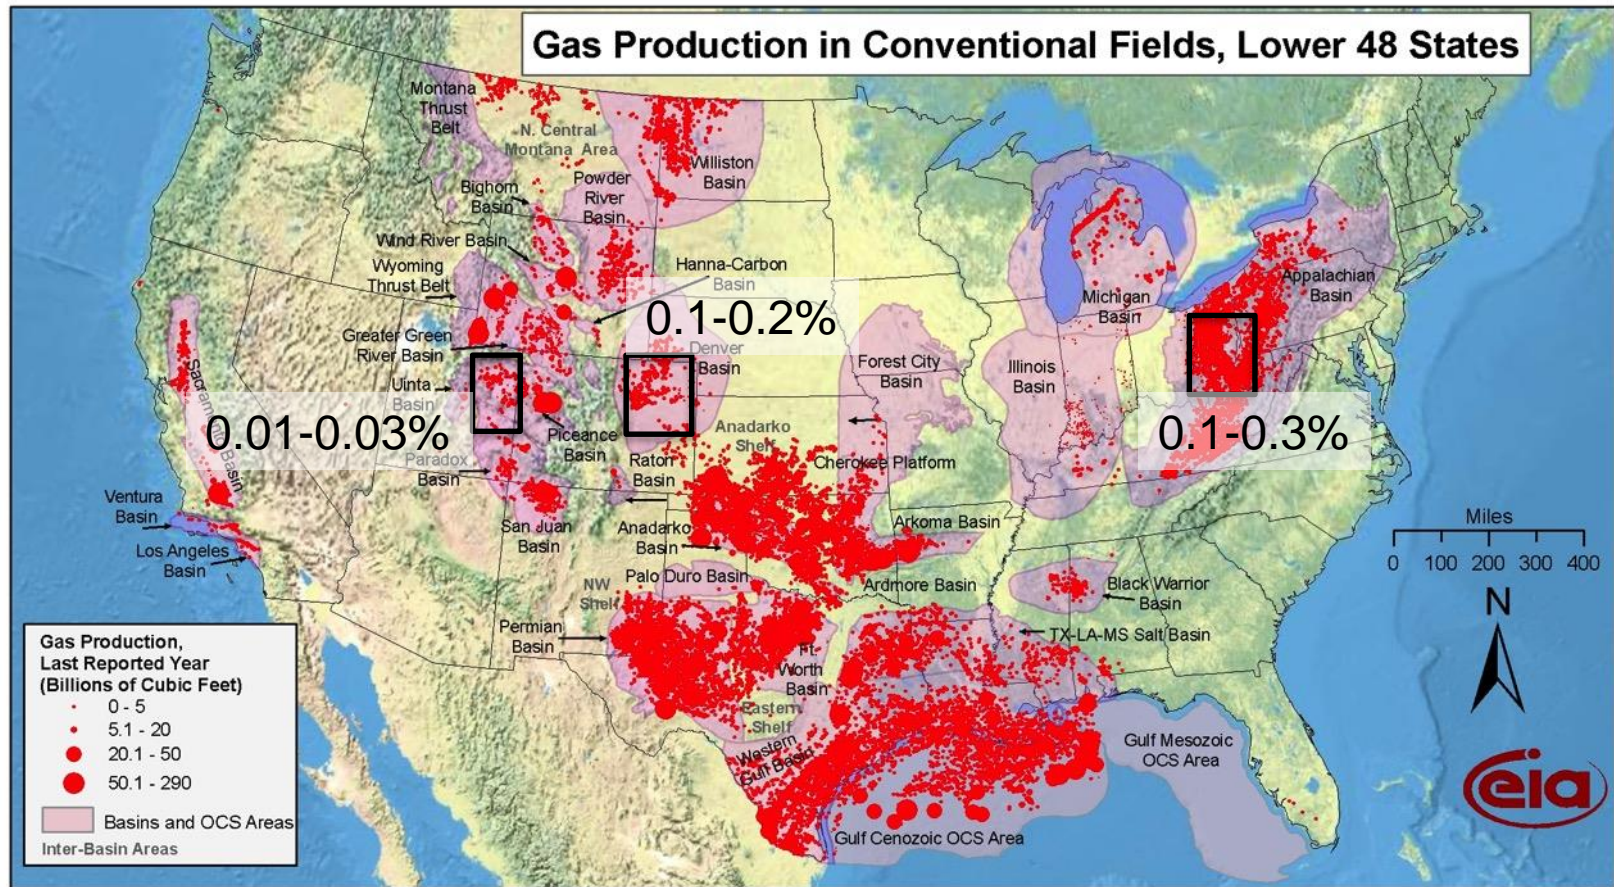 Gas Production in Conventional Fields, Lower 48 States
Montana
Thrust
Belt
N. Central
Montana Area
Williston
Basin
Bighorn
Basin
Powder
River
Basin
Wind River Basin
Wyoming
Thrust Belt
Hanna-Carbon
Basin
0.1-0.2%
Greater Green
River Basin
Denver
Basin
Michigan
Basin
Appalachian
Basin
Forest City
Basin
Illinois
Basin
Uinta
Basin
0.01-0.03%
0.1-0.3%
Sacramento
Basin
Piceance
Basin
Paradox
Basin
Raton
Basin
Anadarko
Shelf
Cherokee Platform
Ventura
Basin
San Juan
Basin
Los Angeles
Basin
Anadarko
Basin
Arkoma Basin
Miles
0 100 200 300 400
N
NW
Shelf
Palo Duro Basin
Ardmore Basin
Black Warrior
Basin
Permian
Basin
TX-LA-MS Salt Basin
Ft.
Worth
Basin
Eastern
Shelf
Western
Gulf Basin
Gulf Mesozoic
OCS Area
Gulf Cenozoic OCS Area
Gas Production,
Last Reported Year
(Billions of Cubic Feet)
0 - 5
5.1 - 20
20.1 - 50
50.1 - 290
Basins and OCS Areas
Inter-Basin Areas
eia